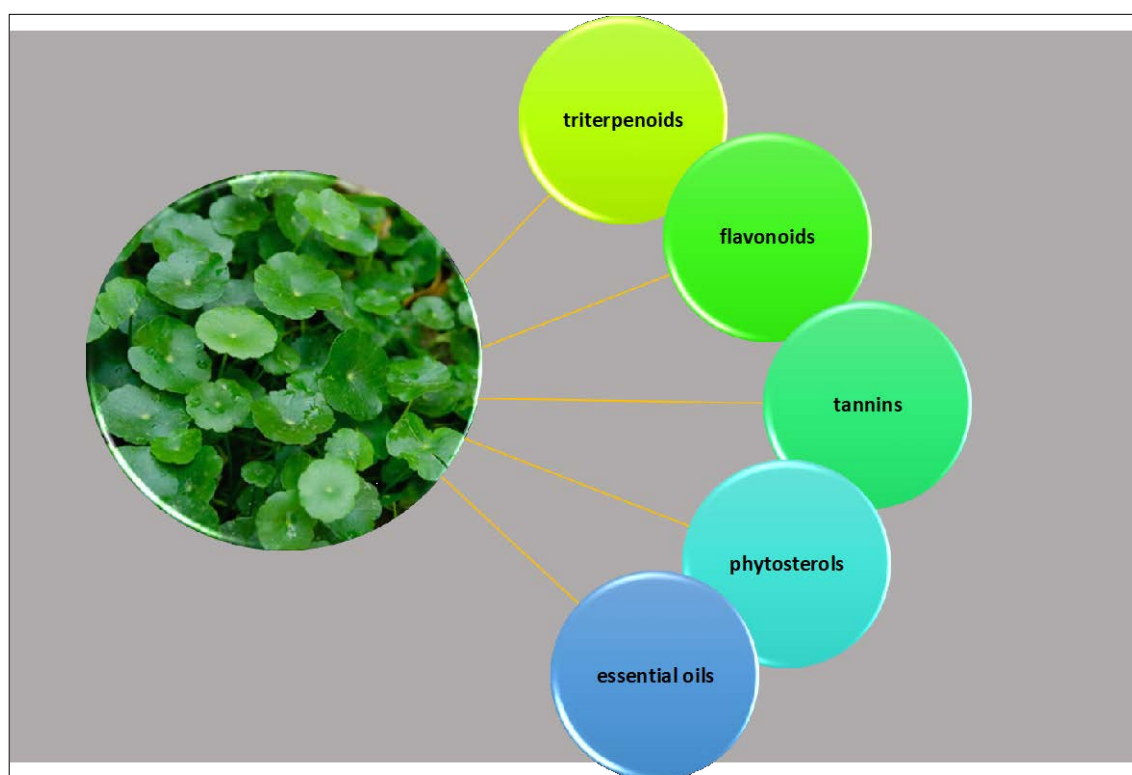 triterpenoids
flavonoids
tannins
phytosterols
essential oils